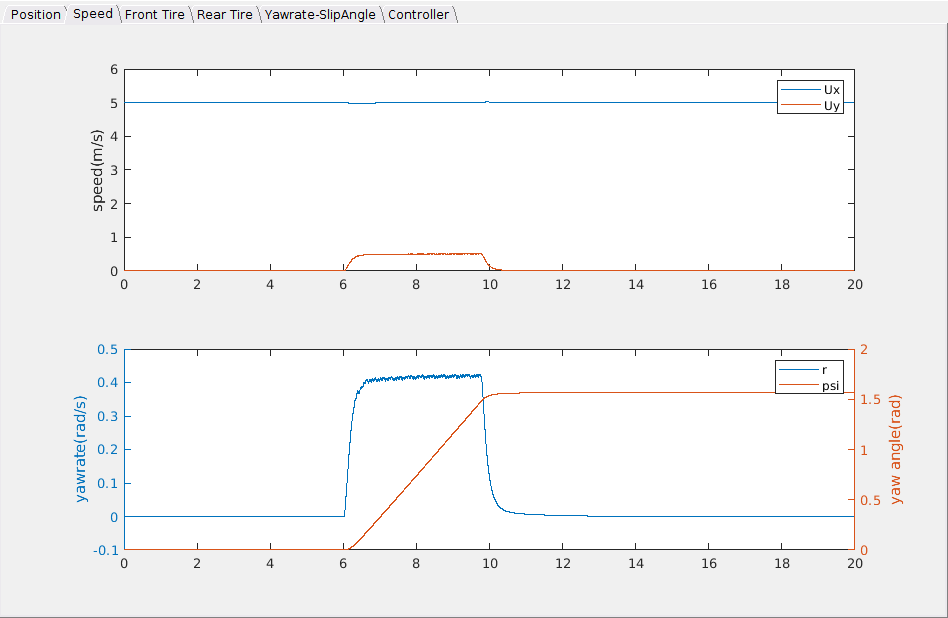 Position Speed Front Tire Rear Tire Yawrate-SlipAngle Controller
6
5
4
3
2
1
0
speed(m/s)
Ux
Uy
0 2 4 6 8 10 12 14 16 18 20
0.5
0.4
0.3
0.2
0.1
0
-0.1
yawrate(rad/s)
r
psi
2
1.5
1
0.5
0
yaw angle(rad)
0 2 4 6 8 10 12 14 16 18 20